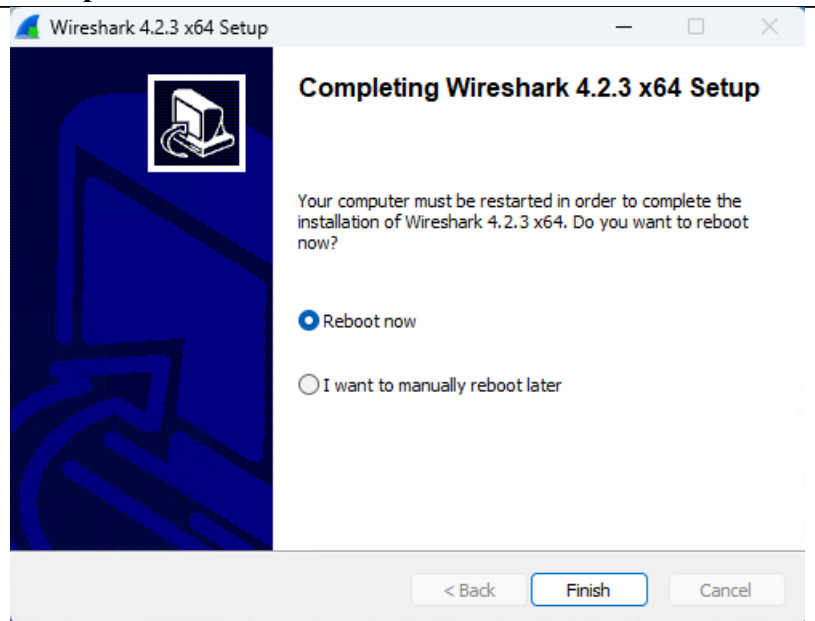 Wireshark 4.2.3 x64 Setup
Completing Wireshark 4.2.3 x64 Setup
Your computer must be restarted in order to complete the
installation of Wireshark 4.2.3 x64. Do you want to reboot
now?
Reboot now
I want to manually reboot later
< Back
Finish
Cancel